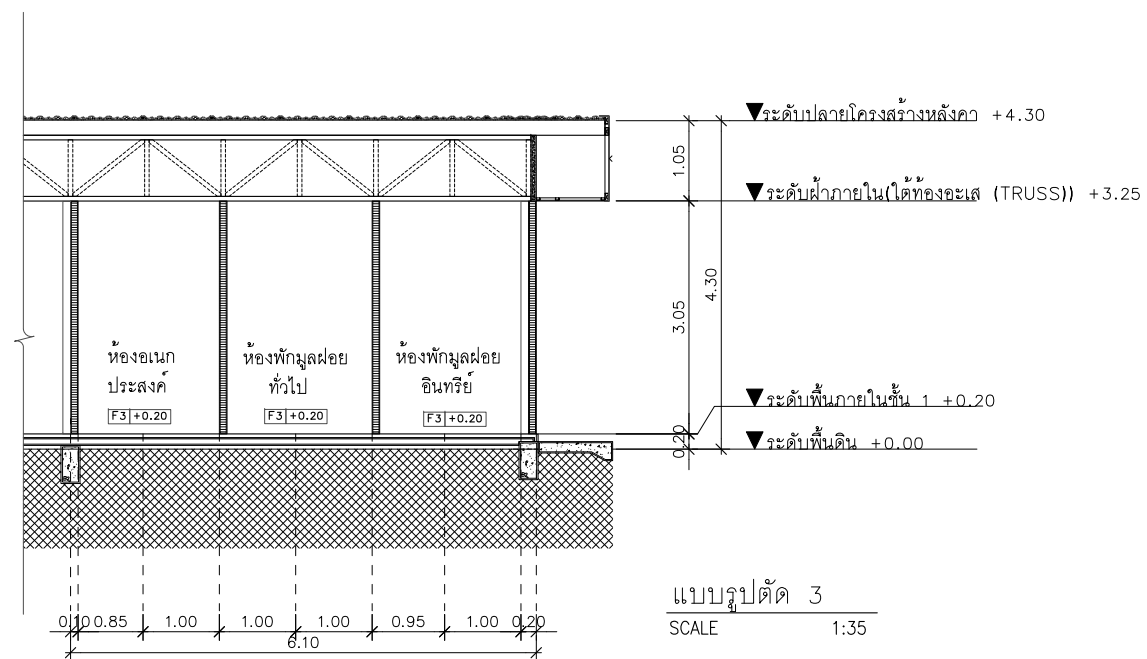 ระดับปลายโครงสร้างหลังคา +4.30
1.05
ระดับฝ้าภายใน(ใต้ท้องอะเส (TRUSS)) +3.25
4.30
3.05
ห้องอเนก
ประสงค์
F3 +0.20
ห้องพักมูลฝอย
ทั่วไป
F3 +0.20
ห้องพักมูลฝอย
อินทรีย์
F3 +0.20
ระดับพื้นภายในชั้น 1 +0.20
0.20
ระดับพื้นดิน +0.00
แบบรูปตัด 3
SCALE 1:35
0.10 0.85 1.00 1.00 1.00 0.95 1.00 0.20
6.10